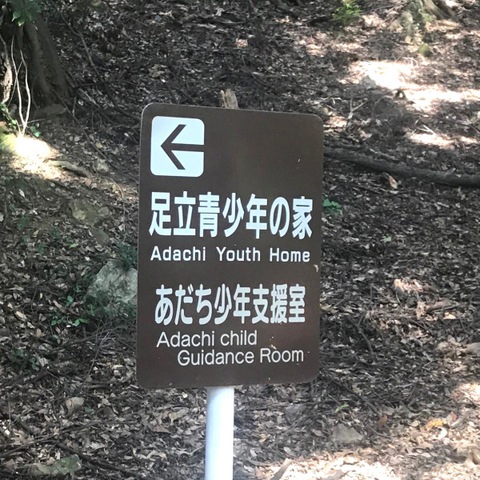 足立青少年の家
Adachi Youth Home
あだち少年支援室
Adachi child
Guidance Room